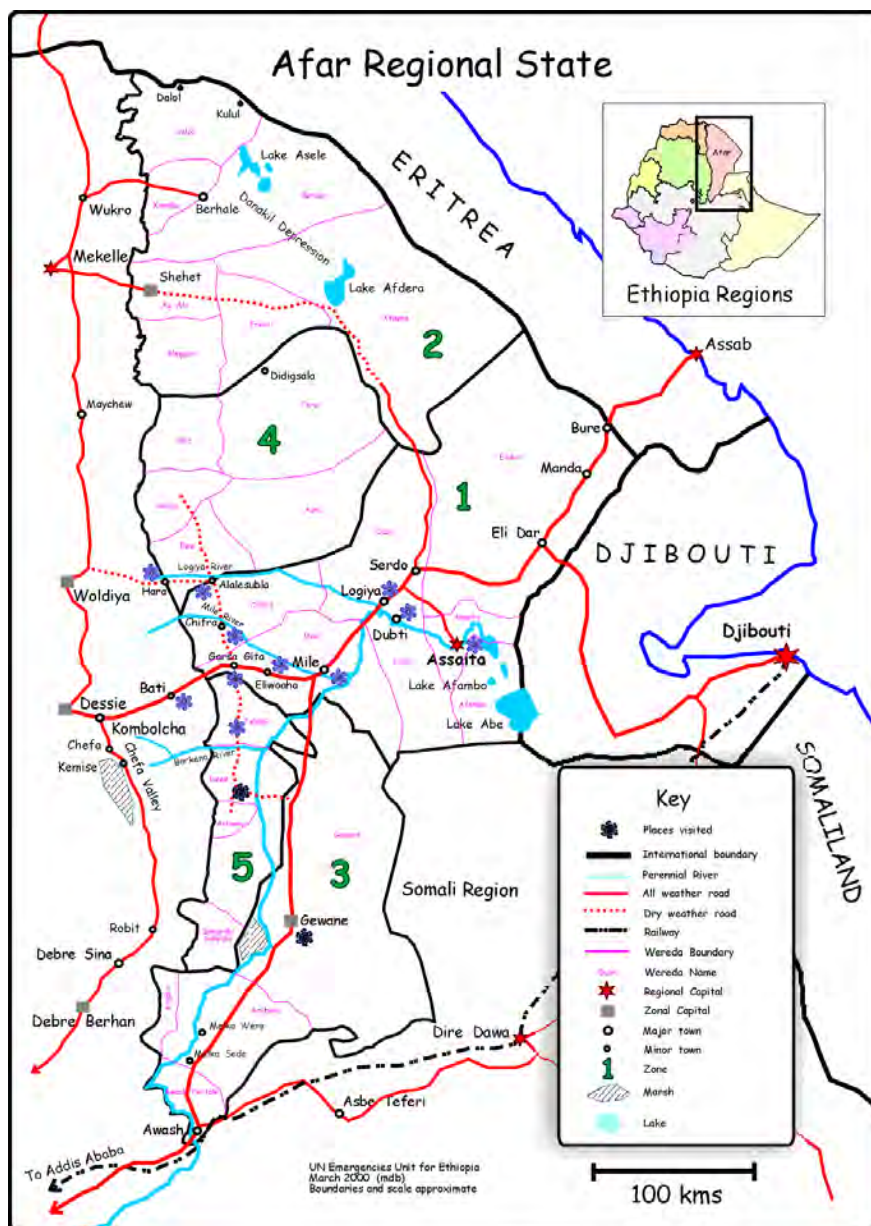 Afar Regional State
Dalol
Kulul
Lake Asele
ERITREA
Afar
Ethiopia Regions
Wukro
Berhale
Danakil Depression
Mekelle
Shehet
Lake Afdera
2
Assab
Didigsala
Maychew
4
Bure
1
Manda
Eli Dar
DJIBOUTI
Serdo
Logiya River
Woldiya
Hara
Alalesubla
Logiya
Mile River
Chifra
Dubti
Assaita
Djibouti
Garsa Gita
Mile
Eliwooha
Bati
Lake Afambo
Lake Abe
Dessie
Kombolcha
Chefa
Kemise
Chefa Valley
Borkena River
SOMALILAND
5
3
Somali Region
Gewane
Robit
Debre Sina
Debre Berhan
Melka Were
Melka Sede
Dire Dawa
Asbe Teferi
Awash
To Addis Ababa
Key
Places visited
International boundary
Perennial River
All weather road
Dry weather road
Railway
Wereda Boundary
Wereda Name
Regional Capital
Zonal Capital
Major town
Minor town
1
Zone
Marsh
Lake
UN Emergencies Unit for Ethiopia
March 2000 (mdb)
Boundaries and scale approximate
100 kms